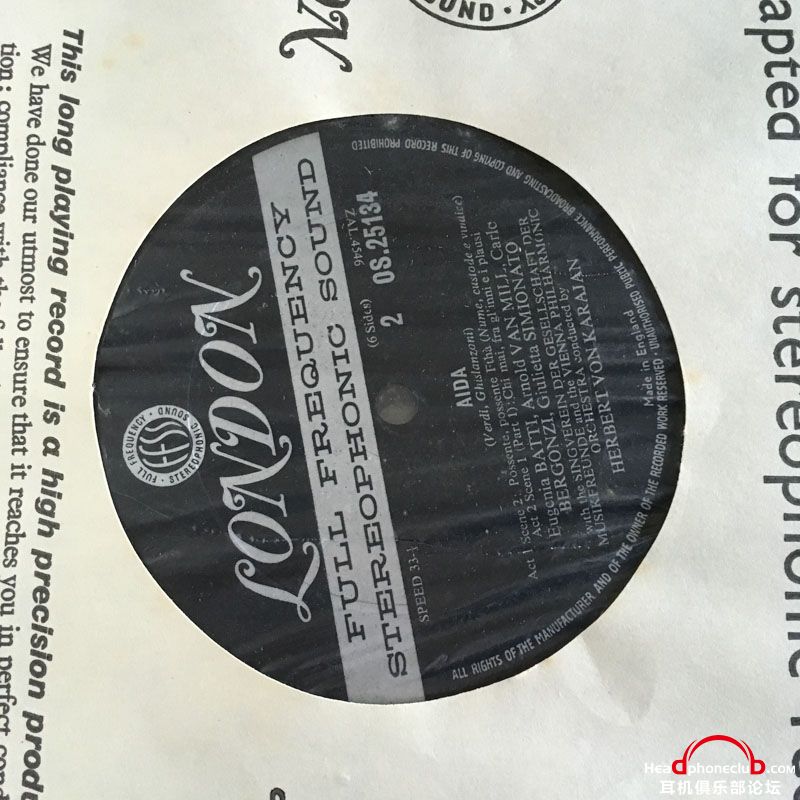 LONDON
FULL FREQUENCY
STEREOPHONIC SOUND
FULL FREQUENCY · STEREOPHONIC SOUND
ZAL.4546
(6 Sides)
2 OS.25134
SPEED 33-1
AIDA
(Verdi, Ghislanzoni)
Act 1 Scene 2: Possente, possente Fthà (Nume, custode e vindice)
Act 2 Scene 1 (Part 1): Chi mai, fra gl'inni e i plausi
Eugenia RATTI, Arnold VAN MILL, Carlo
BERGONZI, Giulietta SIMIONATO
with the SINGVEREIN DER GESELLSCHAFT DER
MUSIKFREUNDE and the VIENNA PHILHARMONIC
ORCHESTRA conducted by
HERBERT VON KARAJAN
Made in England
ALL RIGHTS OF THE MANUFACTURER AND OF THE OWNER OF THE RECORDED WORK RESERVED · UNAUTHORISED PUBLIC PERFORMANCE BROADCASTING AND COPYING OF THIS RECORD PROHIBITED
This long playing record is a high precision produ
We have done our utmost to ensure that it reaches you in perfect cond
apted for stereophonic
SOUND
Headphoneclub.com
耳机俱乐部论坛